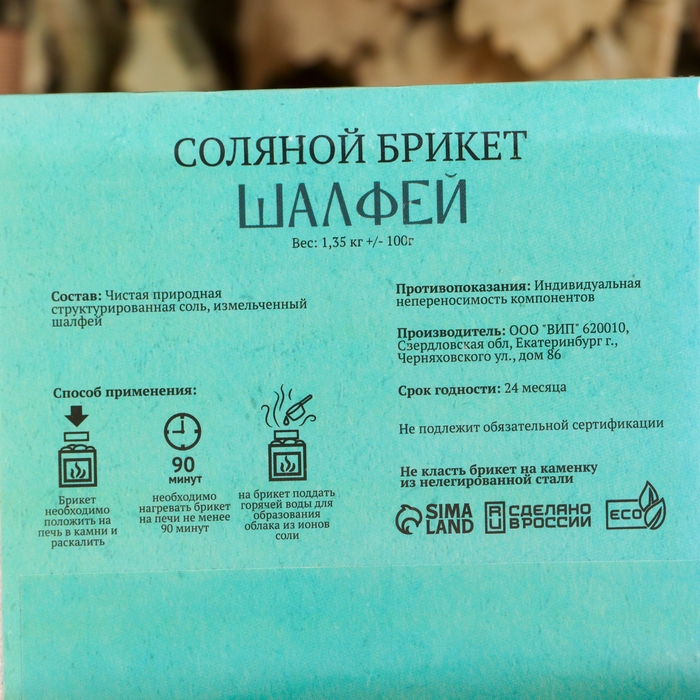 СОЛЯНОЙ БРИКЕТ
ШАЛФЕЙ
Вес: 1,35 кг +/- 100г
Состав: Чистая природная
структурированная соль, измельченный
шалфей
Способ применения:
Брикет
необходимо
положить на
печь в камни и
раскалить
90
минут
необходимо
нагревать брикет
на печи не менее
90 минут
на брикет поддать
горячей воды для
образования
облака из ионов
соли
Противопоказания: Индивидуальная
непереносимость компонентов
Производитель: ООО "ВИП" 620010,
Свердловская обл, Екатеринбург г.,
Черняховского ул., дом 86
Срок годности: 24 месяца
Не подлежит обязательной сертификации
Не класть брикет на каменку
из нелегированной стали
SIMA
LAND
RU
СДЕЛАНО
В РОССИИ
ECO